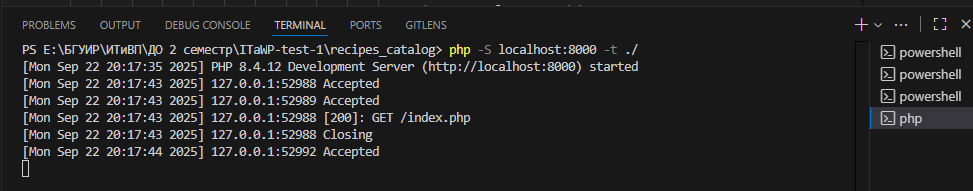 PROBLEMS OUTPUT DEBUG CONSOLE TERMINAL PORTS GITLENS
PS E:\БГУИР\ИТиВП\ДО 2 семестр\ITaWP-test-1\recipes_catalog> php -S localhost:8000 -t ./
[Mon Sep 22 20:17:35 2025] PHP 8.4.12 Development Server (http://localhost:8000) started
[Mon Sep 22 20:17:43 2025] 127.0.0.1:52988 Accepted
[Mon Sep 22 20:17:43 2025] 127.0.0.1:52989 Accepted
[Mon Sep 22 20:17:43 2025] 127.0.0.1:52988 [200]: GET /index.php
[Mon Sep 22 20:17:43 2025] 127.0.0.1:52988 Closing
[Mon Sep 22 20:17:44 2025] 127.0.0.1:52992 Accepted
powershell
powershell
powershell
php